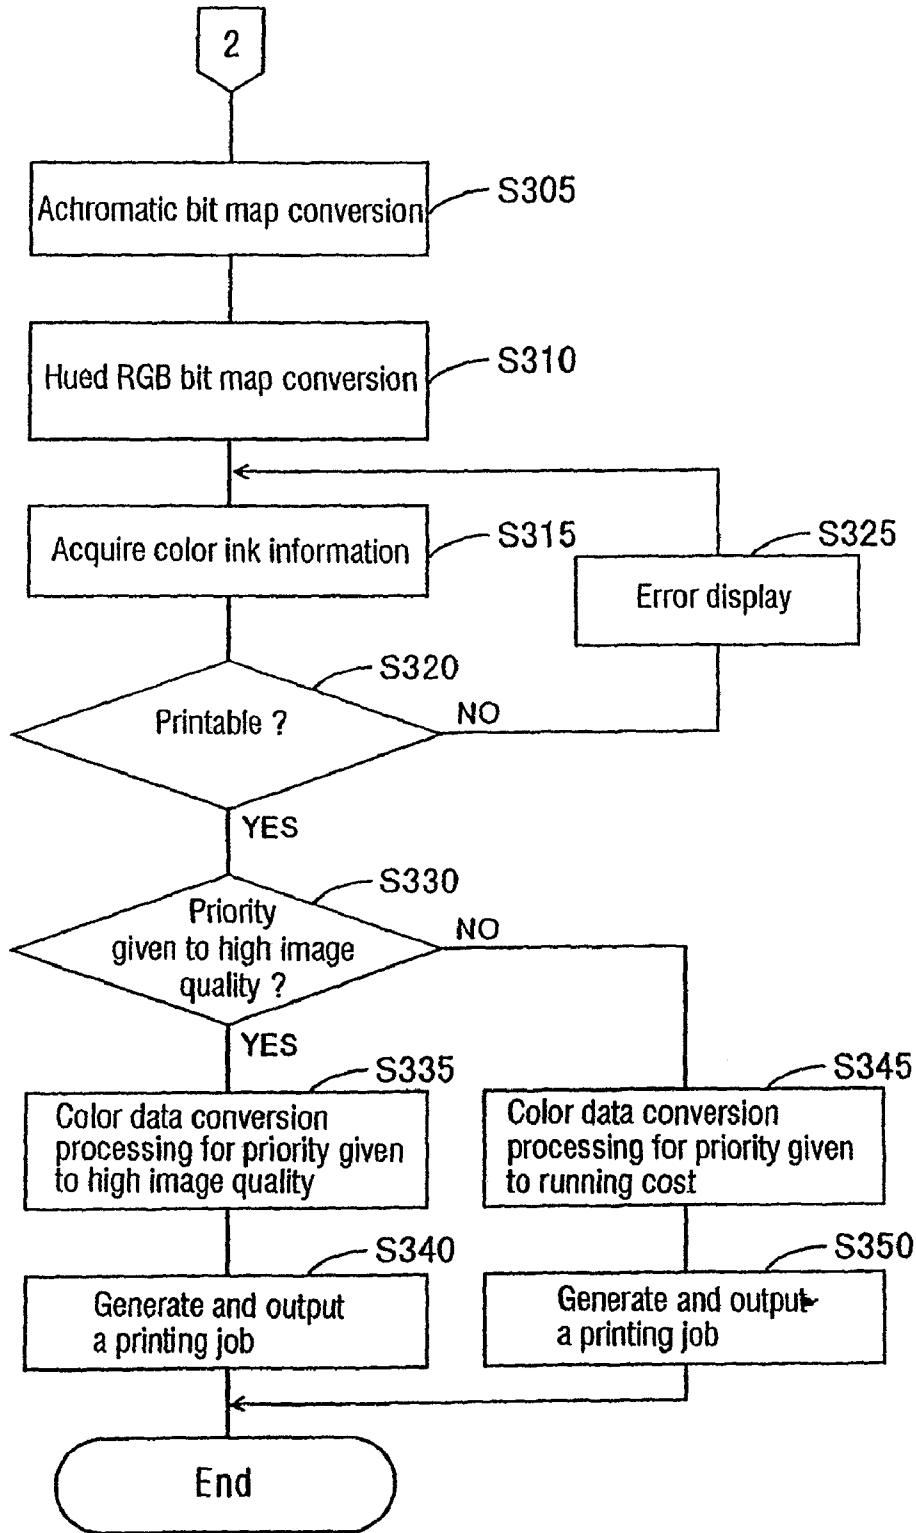 2
Achromatic bit map conversion
S305
Hued RGB bit map conversion
S310
Acquire color ink information
S315
S325
Error display
S320
Printable ?
NO
YES
S330
Priority
given to high image
quality ?
NO
YES
S335
Color data conversion
processing for priority given
to high image quality
S345
Color data conversion
processing for priority given
to running cost
S340
Generate and output
a printing job
S350
Generate and output
a printing job
End